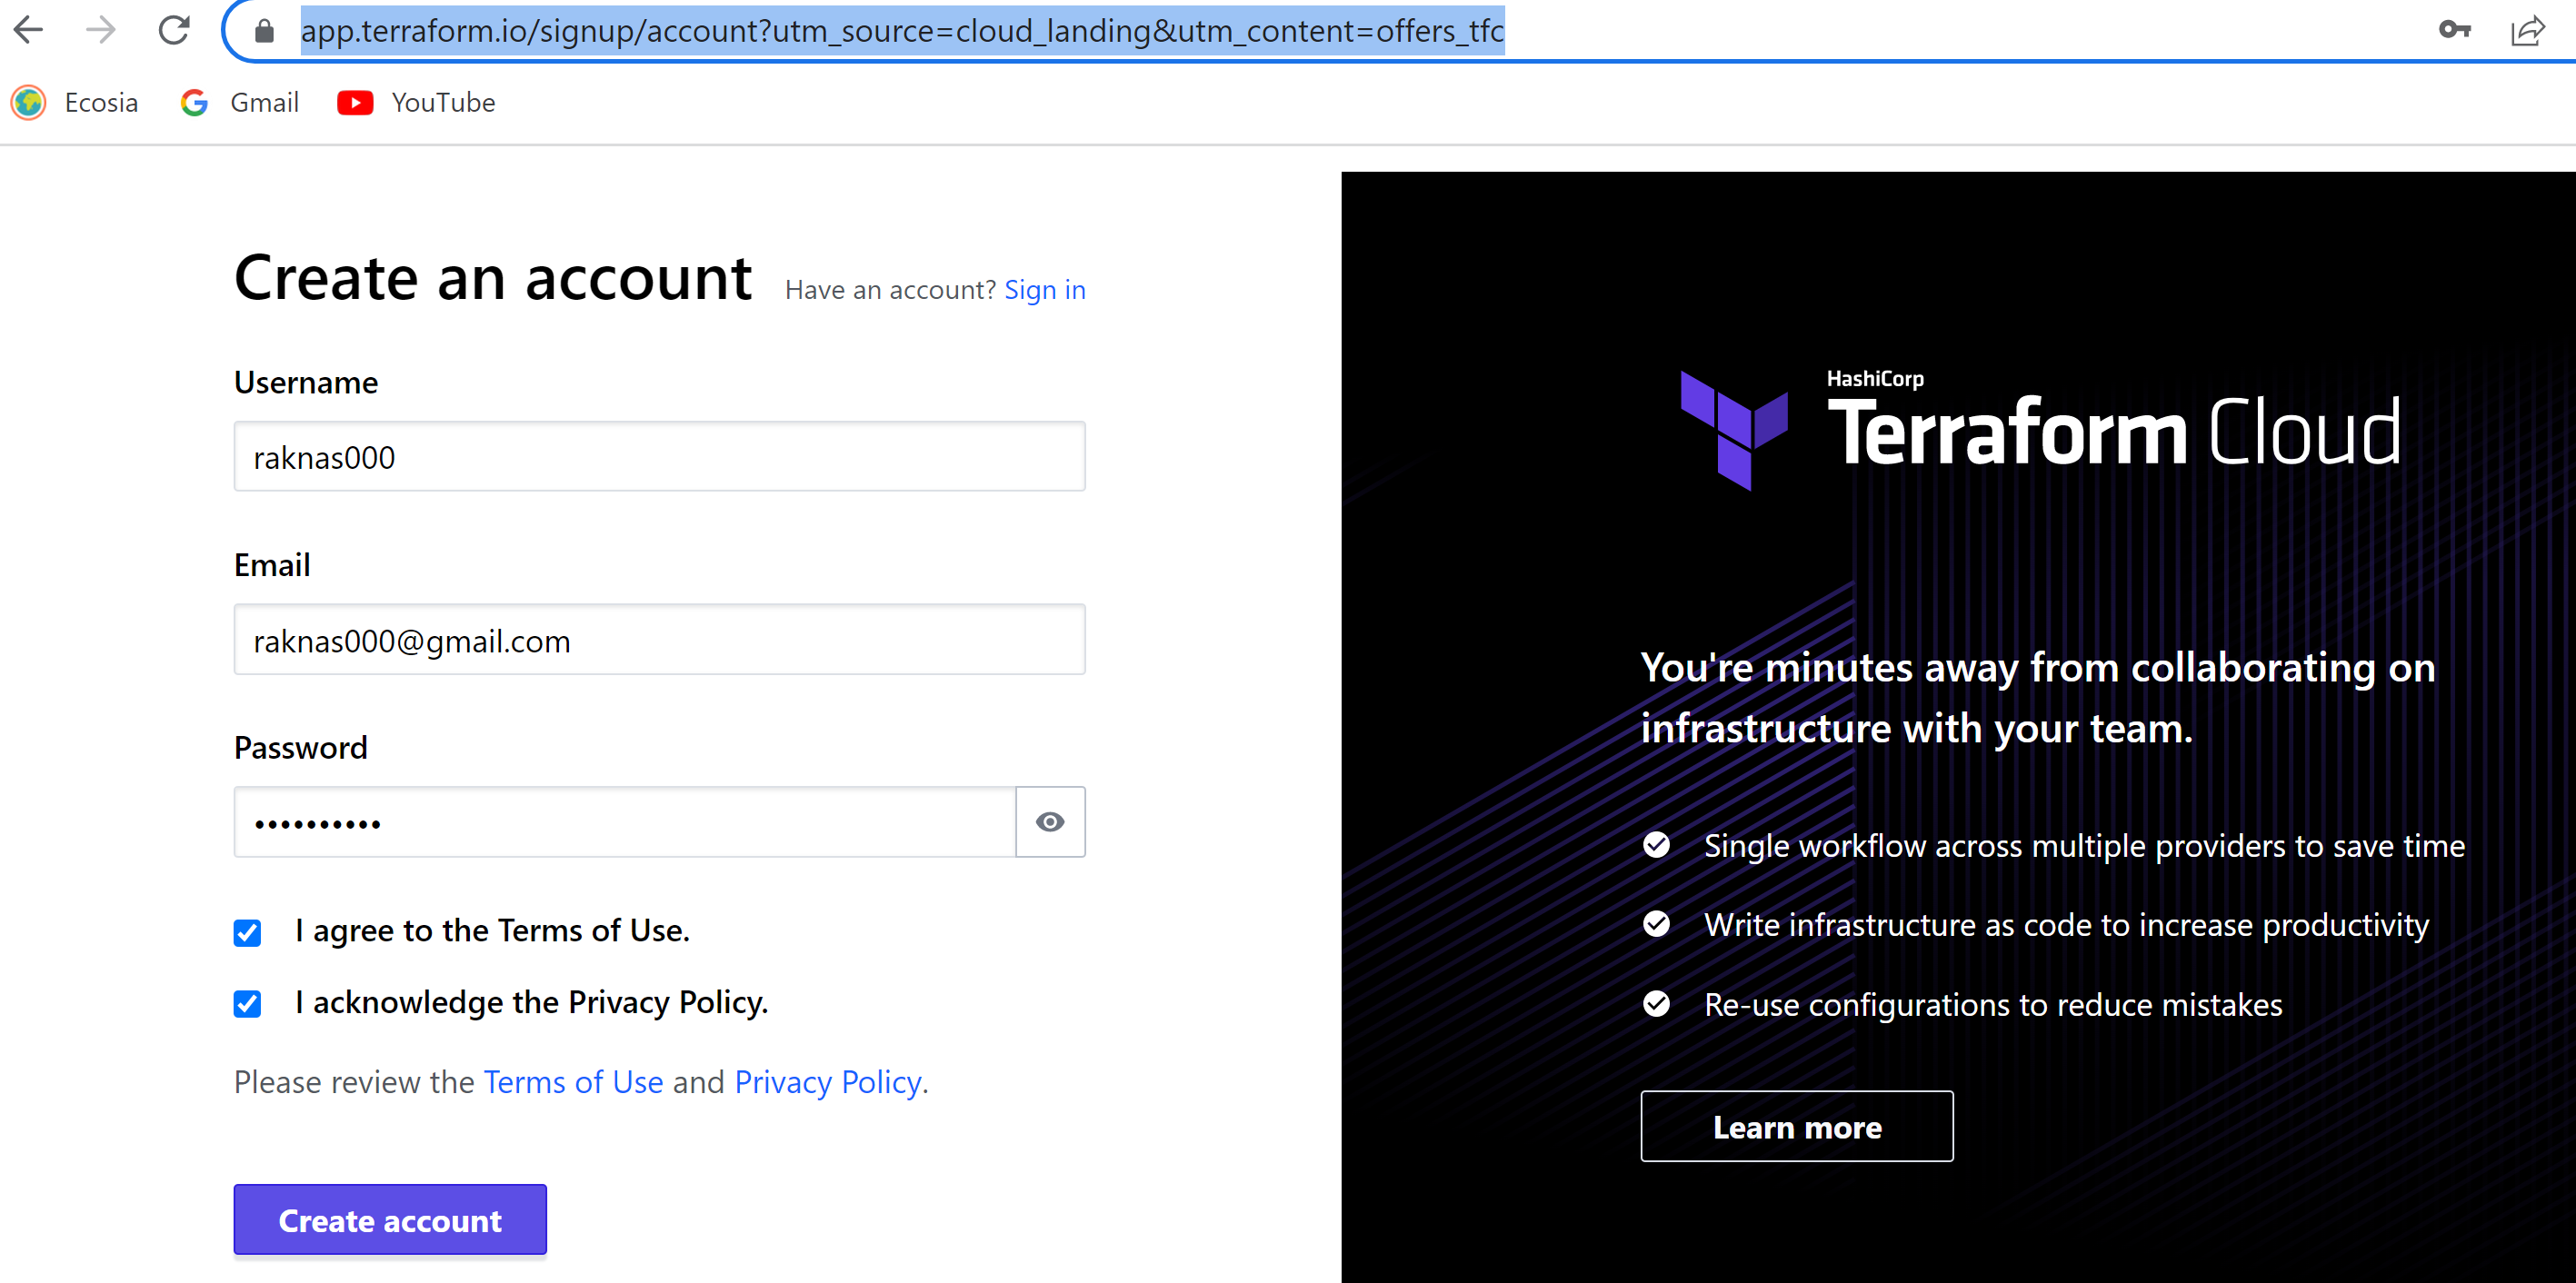 app.terraform.io/signup/account?utm_source=cloud_landing&utm_content=offers_tfc
Ecosia Gmail YouTube
Create an account Have an account? Sign in
Username
raknas000
Email
raknas000@gmail.com
Password
••••••••••
I agree to the Terms of Use.
I acknowledge the Privacy Policy.
Please review the Terms of Use and Privacy Policy.
Create account
HashiCorp
Terraform Cloud
You're minutes away from collaborating on
infrastructure with your team.
Single workflow across multiple providers to save time
Write infrastructure as code to increase productivity
Re-use configurations to reduce mistakes
Learn more